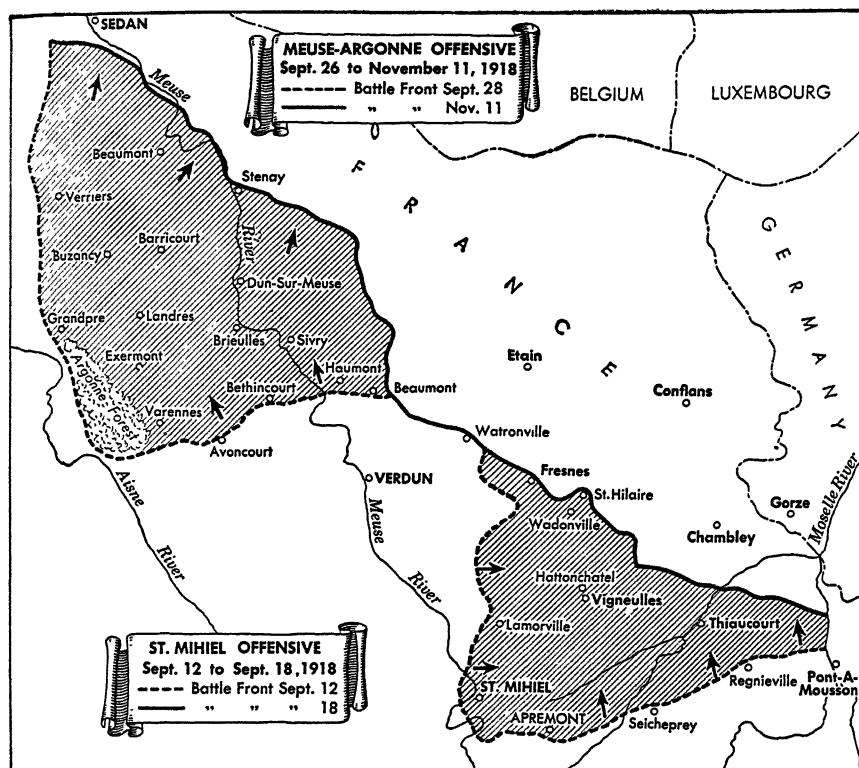 SEDAN
MEUSE-ARGONNE OFFENSIVE
Sept. 26 to November 11, 1918
Battle Front Sept. 28
" " Nov. 11
BELGIUM
LUXEMBOURG
Meuse
River
Beaumont
Stenay
FRANCE
GERMANY
Verriers
Barricourt
Buzancy
Dun-Sur-Meuse
Grandpre
Landres
Brieulles
Sivry
Exermont
Argonne Forest
Haumont
Etain
Bethincourt
Beaumont
Conflans
Varennes
Avoncourt
Watronville
Aisne
River
VERDUN
Meuse
River
Fresnes
St. Hilaire
Wadonville
Gorze
Chambley
Moselle River
Hattonchatel
Vigneulles
Lamorville
Thiaucourt
ST. MIHIEL OFFENSIVE
Sept. 12 to Sept. 18, 1918
Battle Front Sept. 12
" " " 18
ST. MIHIEL
Regnieville
Pont-A-
Mousson
APREMONT
Seicheprey